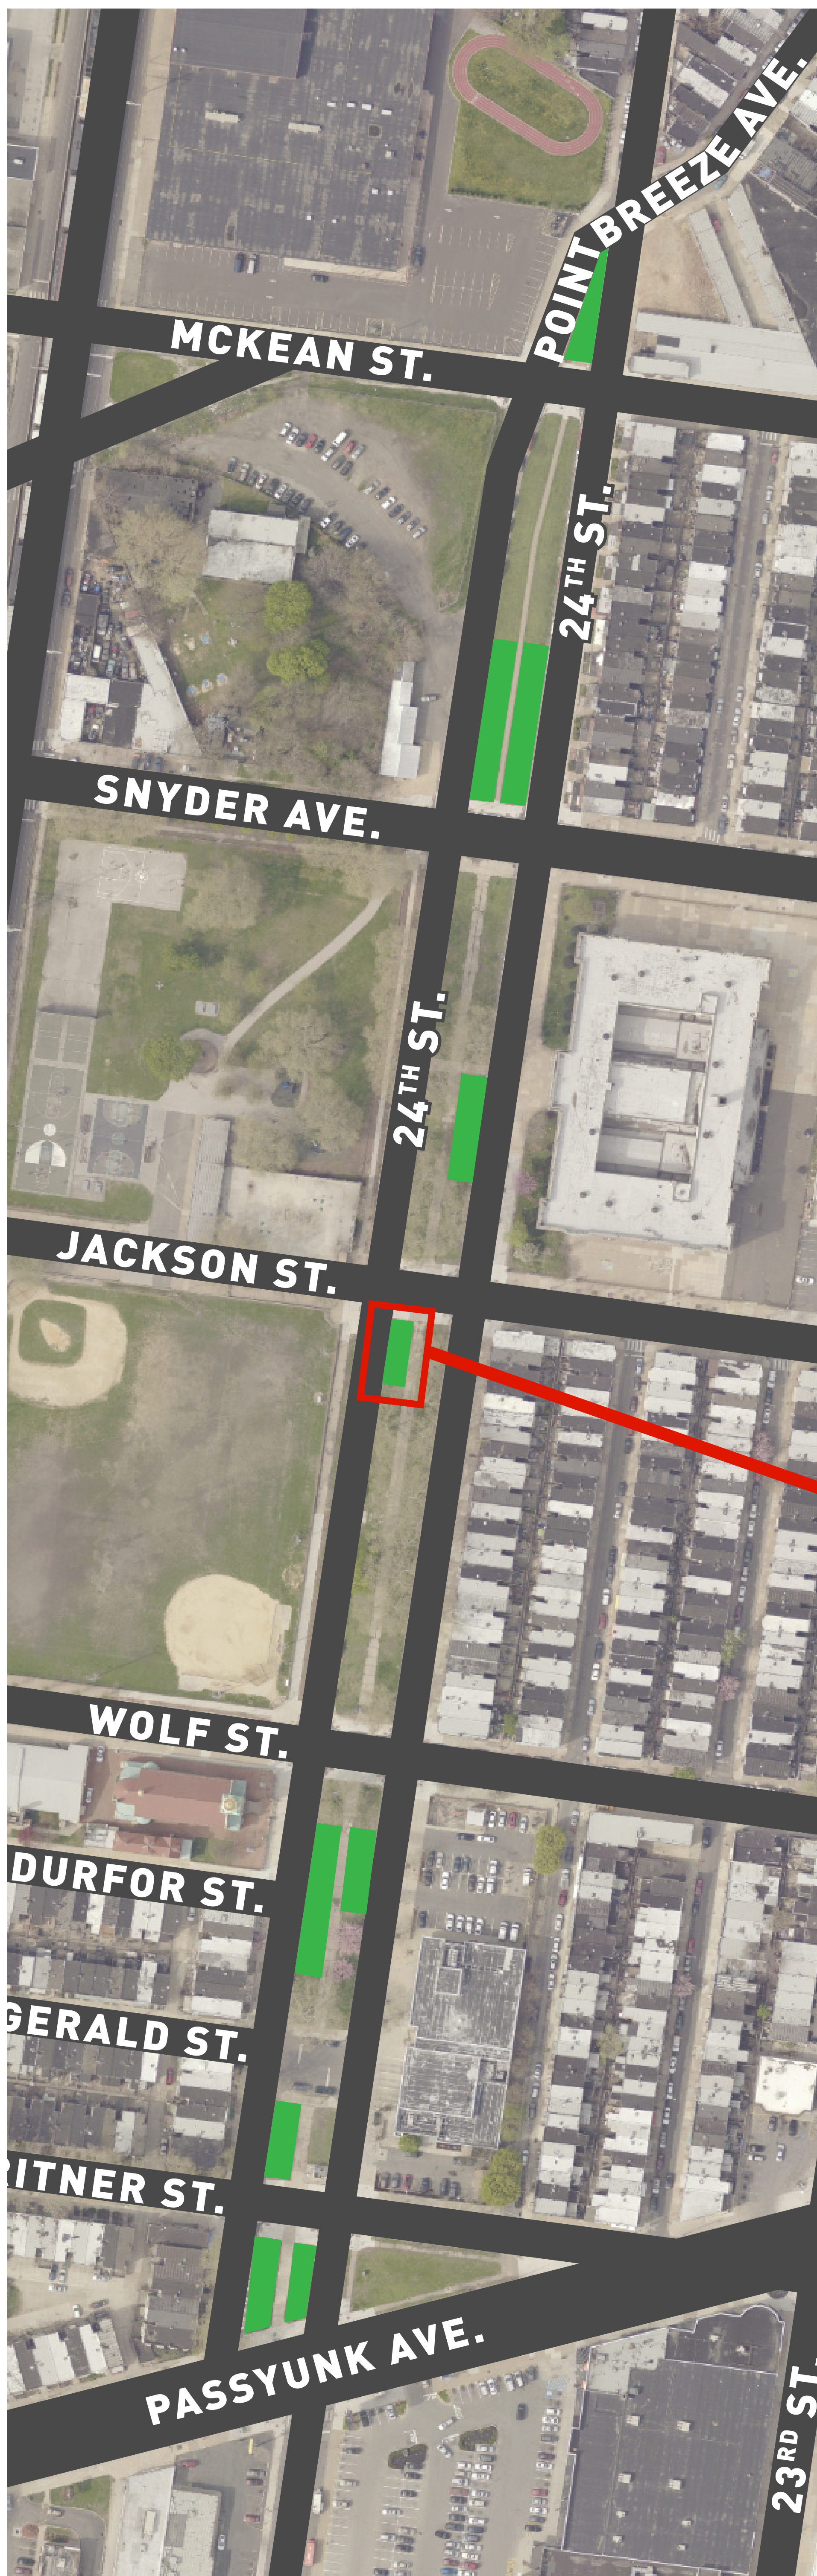 POINT BREEZE AVE.
MCKEAN ST.
24TH ST.
SNYDER AVE.
24TH ST.
JACKSON ST.
WOLF ST.
DURFOR ST.
GERALD ST.
RITNER ST.
PASSYUNK AVE.
23RD ST.